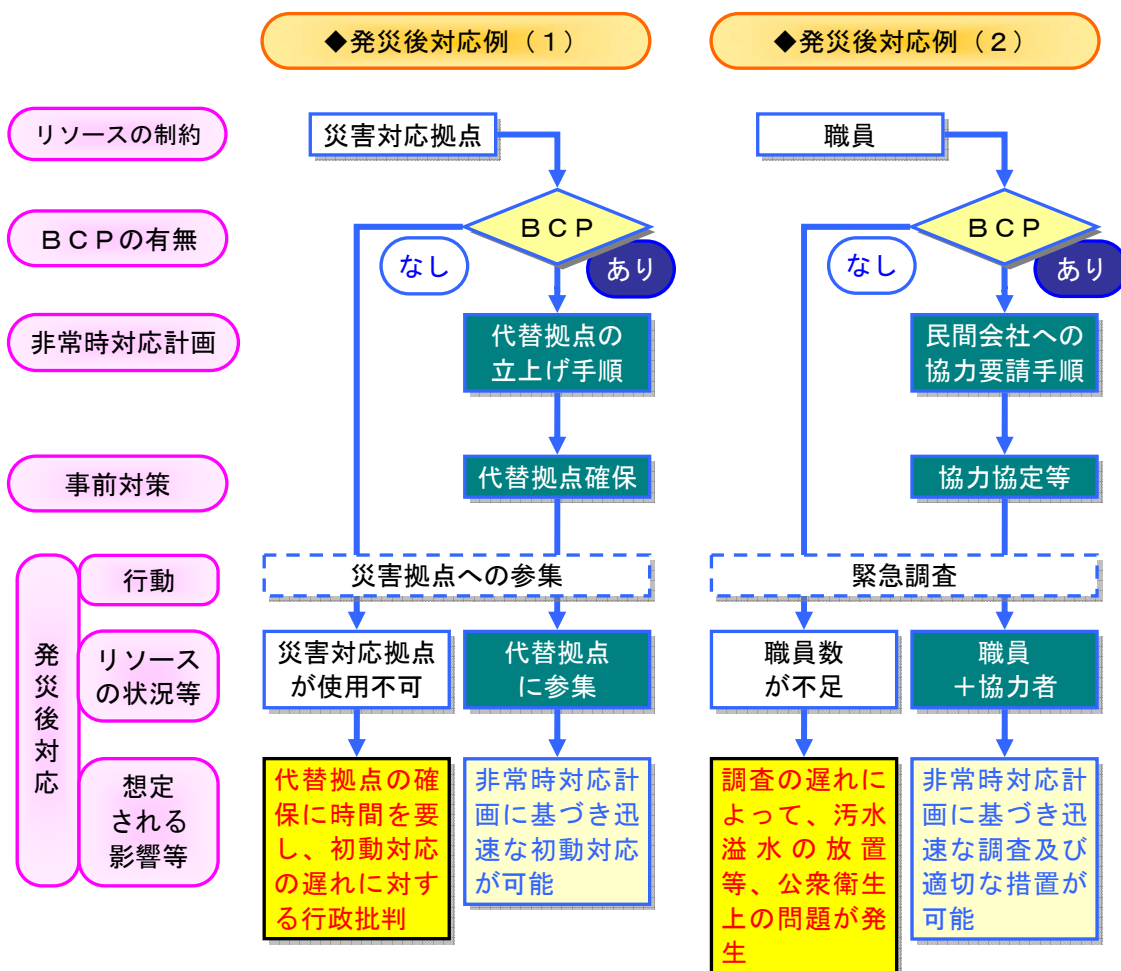 ◆発災後対応例（１）
◆発災後対応例（２）
リソースの制約
災害対応拠点
職員
ＢＣＰの有無
ＢＣＰ
なし
あり
ＢＣＰ
なし
あり
非常時対応計画
代替拠点の
立上げ手順
民間会社への
協力要請手順
事前対策
代替拠点確保
協力協定等
発災後対応
行動
災害拠点への参集
緊急調査
リソース
の状況等
災害対応拠点
が使用不可
代替拠点
に参集
職員数
が不足
職員
＋協力者
想定
される
影響等
代替拠点の確
保に時間を要
し、初動対応
の遅れに対す
る行政批判
非常時対応計
画に基づき迅
速な初動対応
が可能
調査の遅れに
よって、汚水
溢水の放置
等、公衆衛生
上の問題が発
生
非常時対応計
画に基づき迅
速な調査及び
適切な措置が
可能